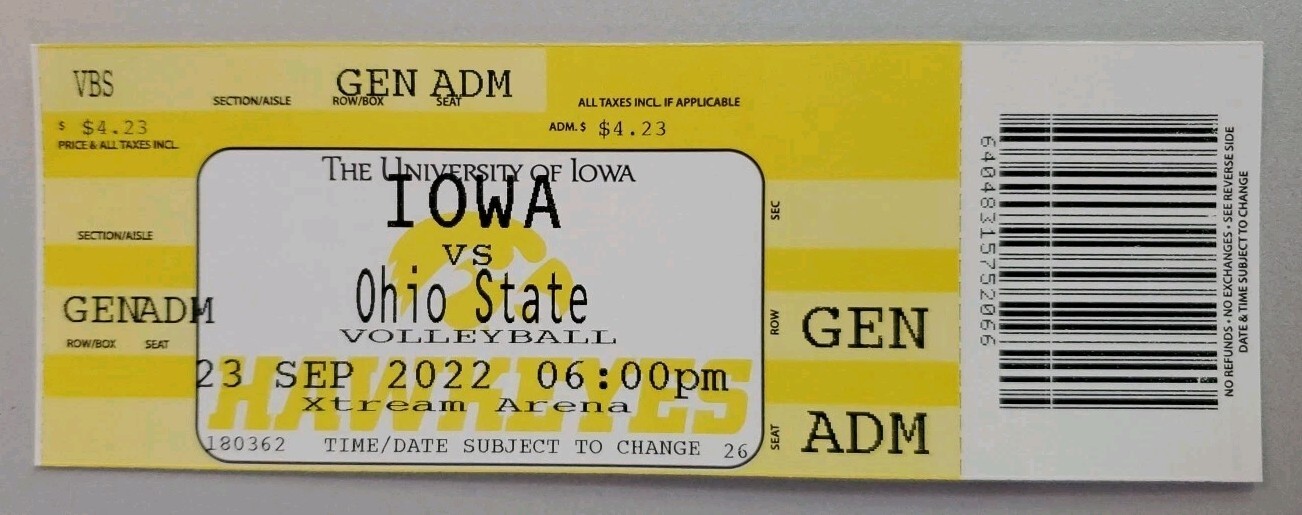 VBS
GEN ADM
SECTION/AISLE ROW/BOX SEAT
ALL TAXES INCL. IF APPLICABLE
$ $4.23
PRICE & ALL TAXES INCL.
ADM. $ $4.23
THE UNIVERSITY OF IOWA
IOWA
VS
Ohio State
VOLLEYBALL
HAWKEYES
23 SEP 2022 06:00pm
Xtream Arena
180362 TIME/DATE SUBJECT TO CHANGE 26
SECTION/AISLE
GENADM
ROW/BOX SEAT
SEC
ROW
GEN
SEAT
ADM
6404831575206​6
NO REFUNDS • NO EXCHANGES • SEE REVERSE SIDE
DATE & TIME SUBJECT TO CHANGE